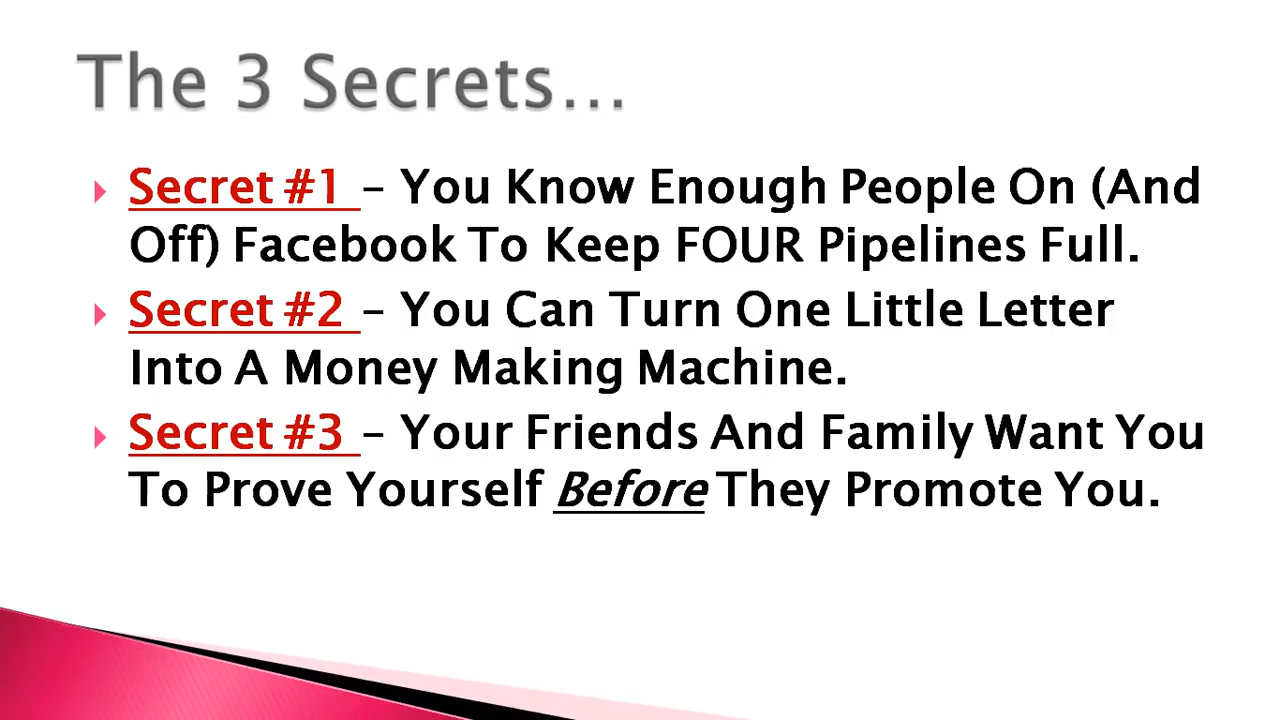 The 3 Secrets...
Secret #1 – You Know Enough People On (And
Off) Facebook To Keep FOUR Pipelines Full.
Secret #2 – You Can Turn One Little Letter
Into A Money Making Machine.
Secret #3 – Your Friends And Family Want You
To Prove Yourself Before They Promote You.